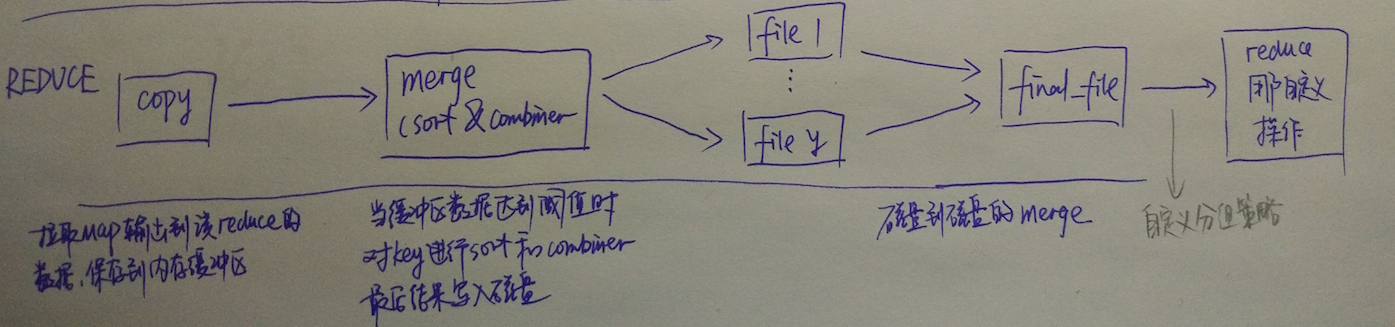 REDUCE
copy
merge
(sort & combiner
file 1
⋮
file y
final_file
reduce
用户自定义
操作
拉取map输出到该reduce的
数据,保存到内存缓冲区
当缓冲区数据达到阈值时
对key进行sort和combiner
最后结果写入磁盘
磁盘到磁盘的merge
自定义分组策略